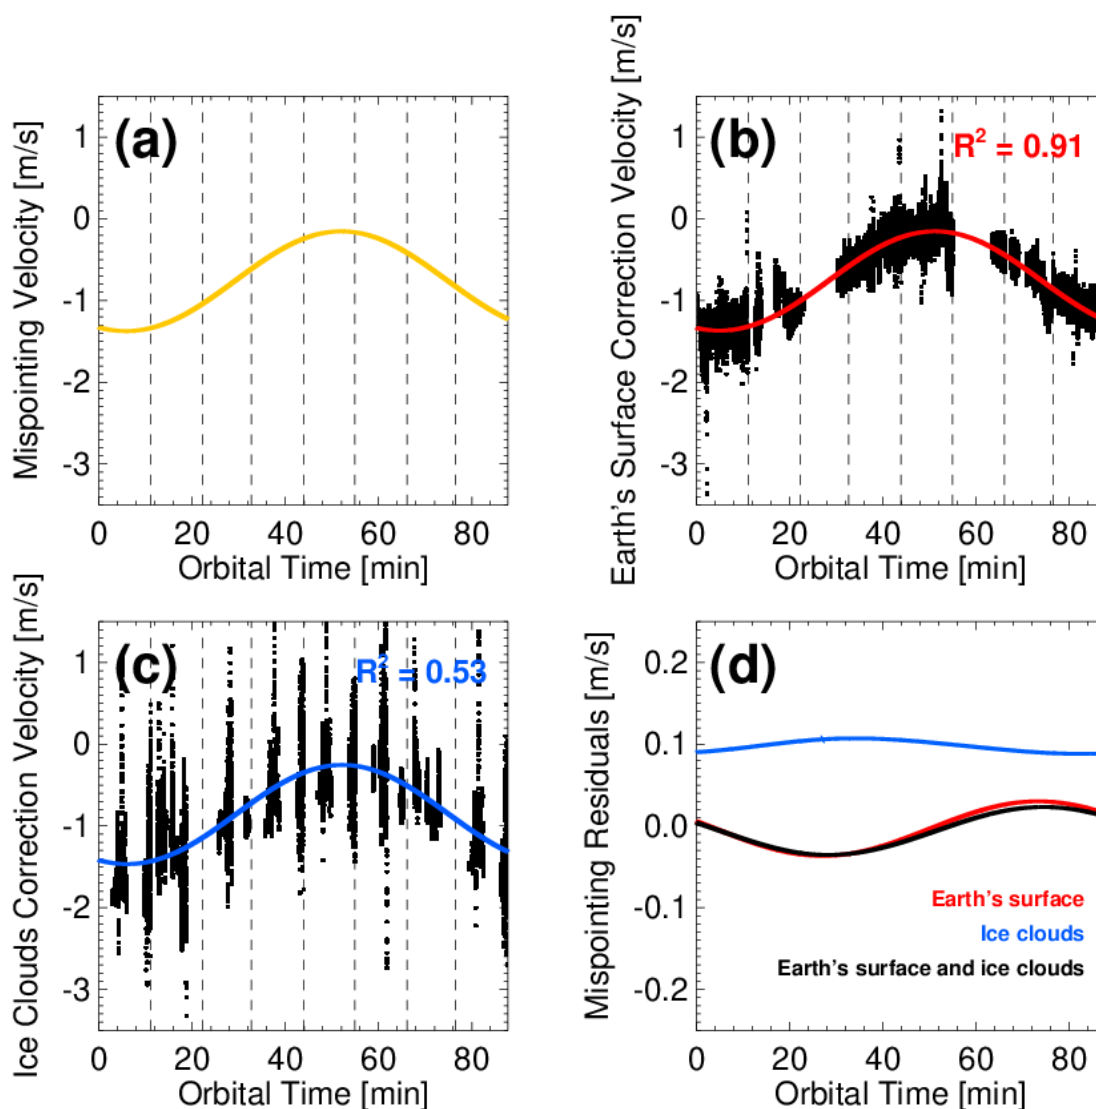 (a)
Mispointing Velocity [m/s]
1
0
-1
-2
-3
0 20 40 60 80
Orbital Time [min]
(b)
R² = 0.91
Earth's Surface Correction Velocity [m/s]
1
0
-1
-2
-3
0 20 40 60 80
Orbital Time [min]
(c)
R² = 0.53
Ice Clouds Correction Velocity [m/s]
1
0
-1
-2
-3
0 20 40 60 80
Orbital Time [min]
(d)
Mispointing Residuals [m/s]
0.2
0.1
0.0
-0.1
-0.2
Earth's surface
Ice clouds
Earth's surface and ice clouds
0 20 40 60 80
Orbital Time [min]